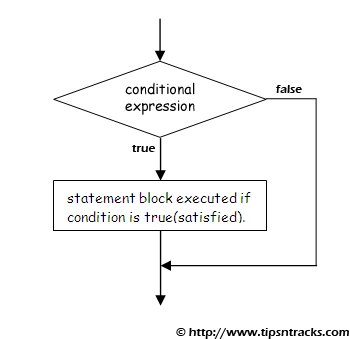 conditional
expression
false
true
statement block executed if
condition is true(satisfied).
© http://www.tipsntracks.com